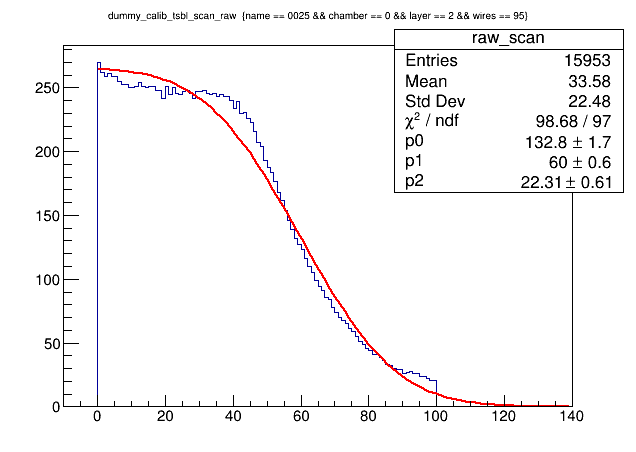 dummy_calib_tsbl_scan_raw {name == 0025 && chamber == 0 && layer == 2 && wires == 95}
raw_scan
Entries 15953
Mean 33.58
Std Dev 22.48
χ² / ndf 98.68 / 97
p0 132.8 ± 1.7
p1 60 ± 0.6
p2 22.31 ± 0.61
250
200
150
100
50
0
0 20 40 60 80 100 120 140